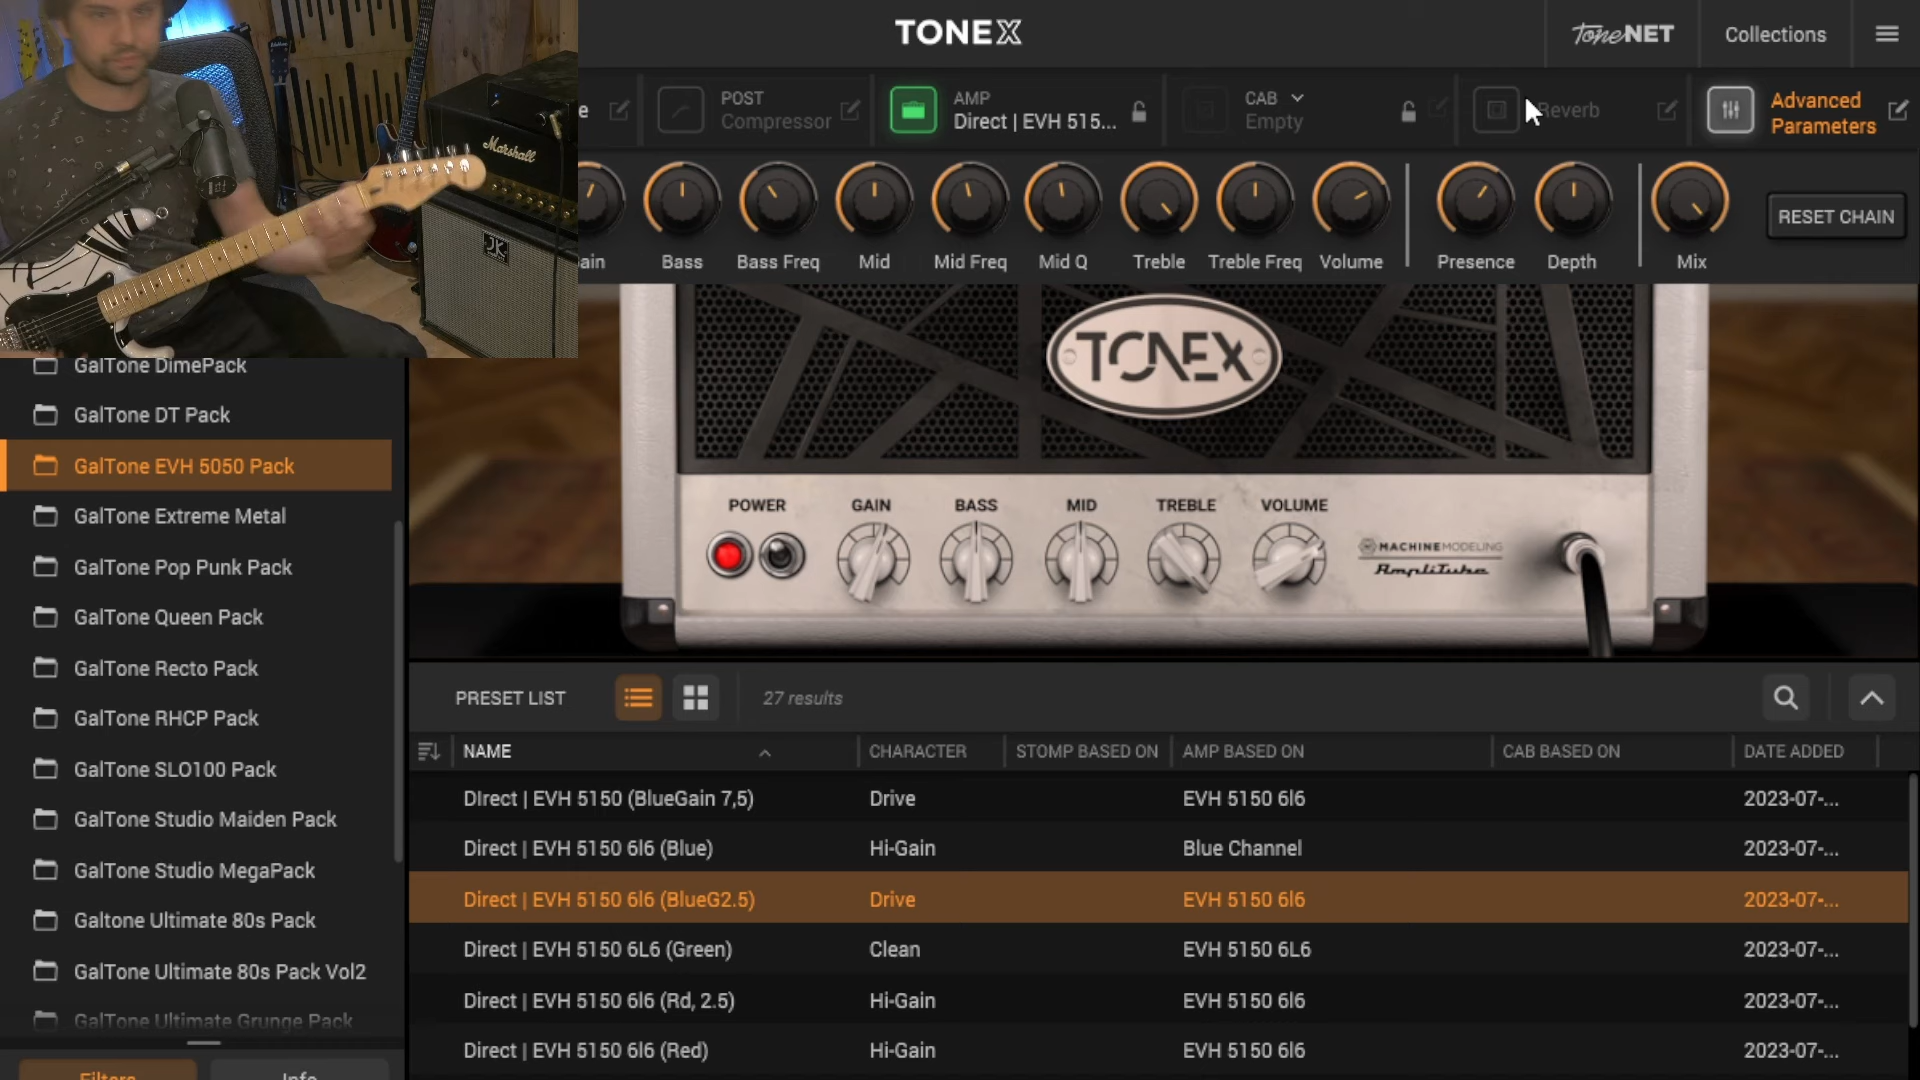 TONEX
ToneNET
Collections
e
POST
Compressor
AMP
Direct | EVH 515...
CAB
Empty
Reverb
Advanced
Parameters
ain
Bass
Bass Freq
Mid
Mid Freq
Mid Q
Treble
Treble Freq
Volume
Presence
Depth
Mix
RESET CHAIN
Marshall
JK
TONEX
POWER
GAIN
BASS
MID
TREBLE
VOLUME
MACHINEMODELING
AmpliTube
GalTone DimePack
GalTone DT Pack
GalTone EVH 5050 Pack
GalTone Extreme Metal
GalTone Pop Punk Pack
GalTone Queen Pack
GalTone Recto Pack
GalTone RHCP Pack
GalTone SLO100 Pack
GalTone Studio Maiden Pack
GalTone Studio MegaPack
Galtone Ultimate 80s Pack
GalTone Ultimate 80s Pack Vol2
GalTone Ultimate Grunge Pack
Filters
Info
PRESET LIST
27 results
NAME CHARACTER STOMP BASED ON AMP BASED ON CAB BASED ON DATE ADDED
DIrect | EVH 5150 (BlueGain 7,5) Drive EVH 5150 6l6 2023-07-...
Direct | EVH 5150 6l6 (Blue) Hi-Gain Blue Channel 2023-07-...
Direct | EVH 5150 6l6 (BlueG2.5) Drive EVH 5150 6l6 2023-07-...
Direct | EVH 5150 6L6 (Green) Clean EVH 5150 6L6 2023-07-...
Direct | EVH 5150 6l6 (Rd, 2.5) Hi-Gain EVH 5150 6l6 2023-07-...
Direct | EVH 5150 6l6 (Red) Hi-Gain EVH 5150 6l6 2023-07-...